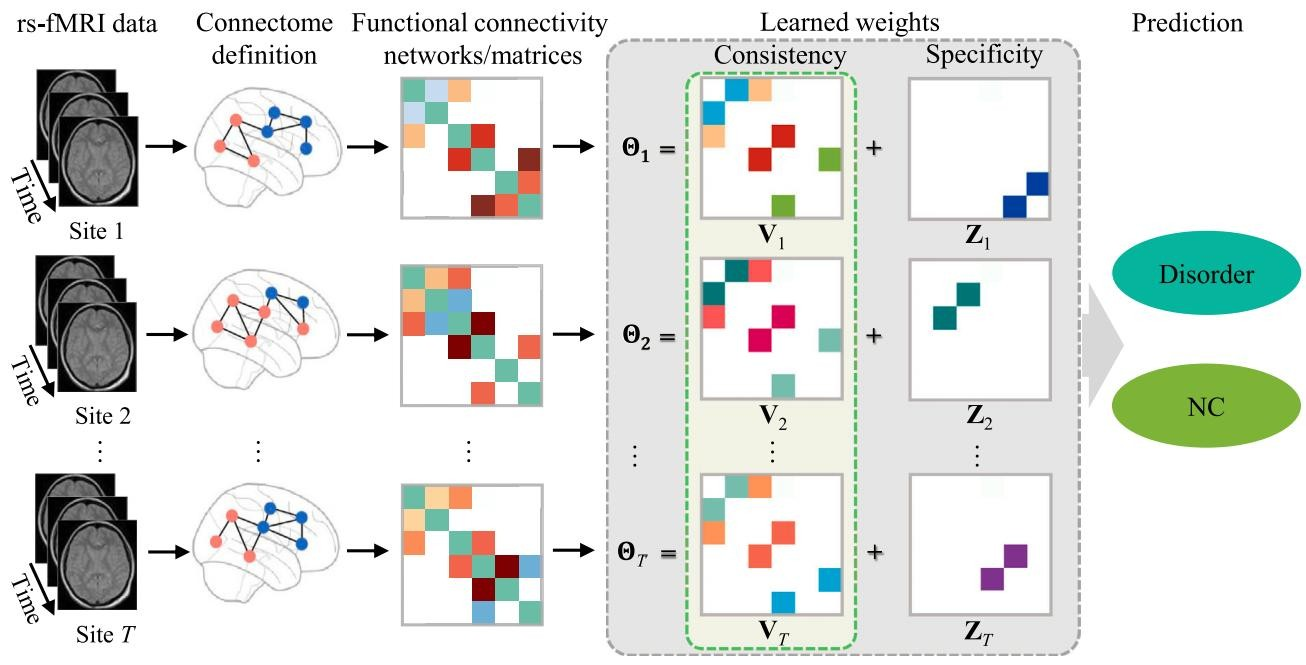 rs-fMRI data
Connectome
definition
Functional connectivity
networks/matrices
Learned weights
Consistency
Specificity
Prediction
Time
Site 1
Θ1 =
+
V1
Z1
Time
Site 2
Θ2 =
+
V2
Z2
Disorder
NC
⋮ ⋮ ⋮ ⋮ ⋮ ⋮
Time
Site T
ΘT =
+
VT
ZT